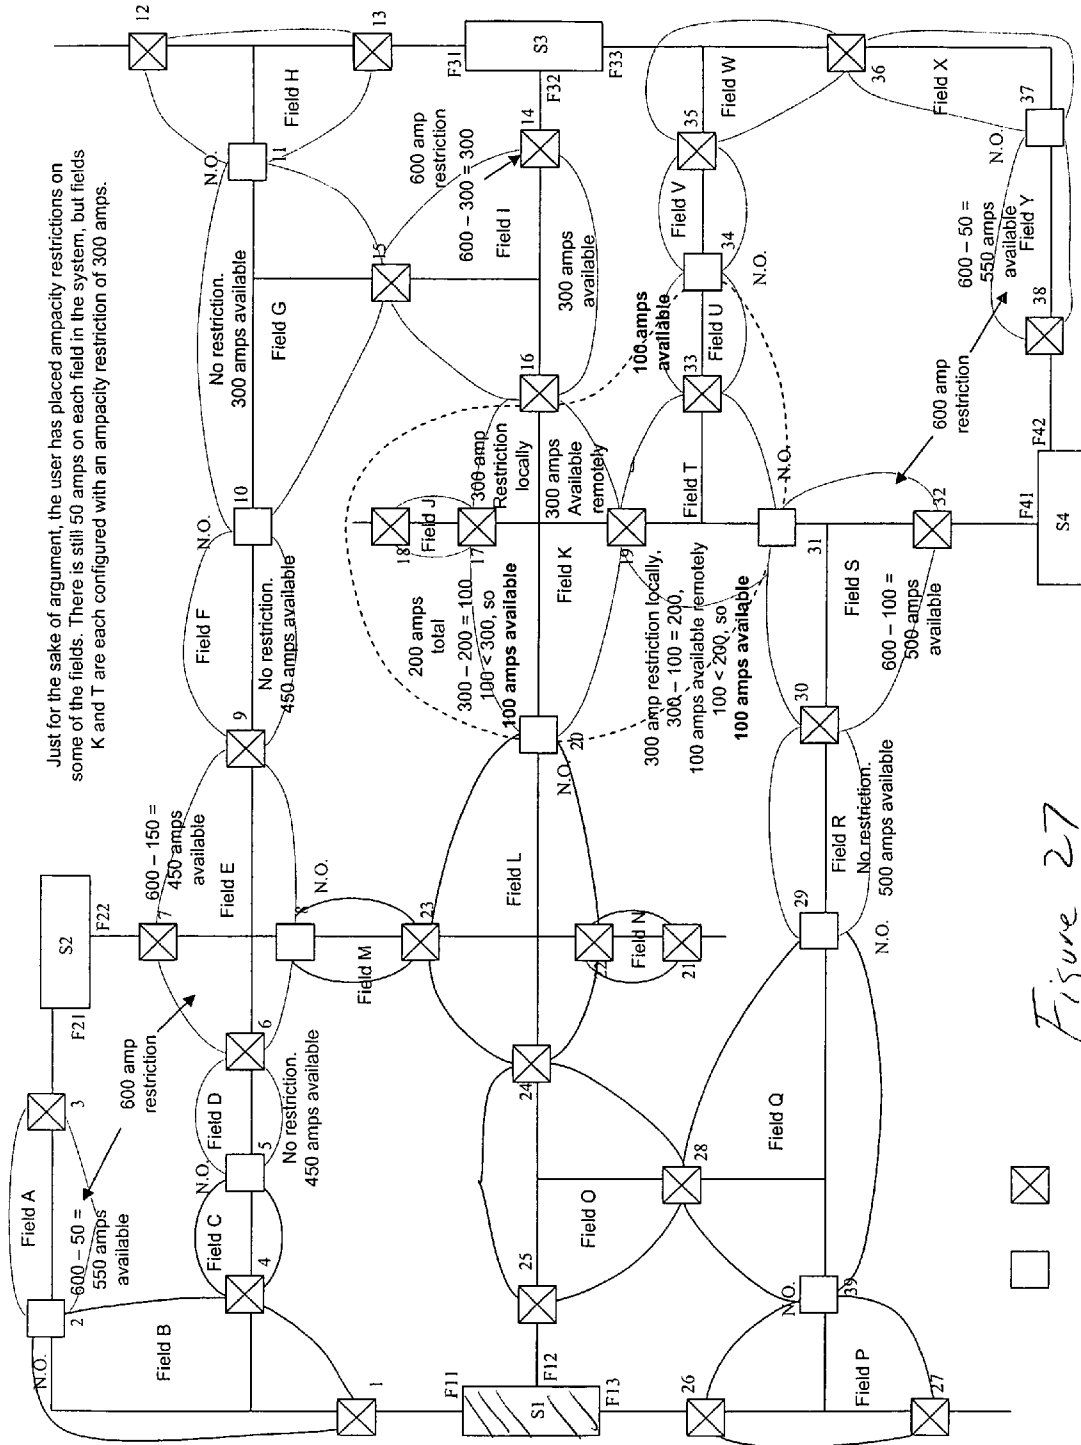 Just for the sake of argument, the user has placed ampacity restrictions on
some of the fields. There is still 50 amps on each field in the system, but fields
K and T are each configured with an ampacity restriction of 300 amps.
12
13
F31
S3
F33
F32
N.O.
11
Field H
14
600 amp
restriction
600 – 300 = 300
Field I
300 amps
available
15
No restriction.
300 amps available
Field G
N.O.
10
16
35
Field W
36
Field X
37
N.O.
Field V
34
N.O.
100 amps
available
Field U
33
600 – 50 =
550 amps
available
Field Y
38
600 amp
restriction
F42
F41
S4
18
Field J
17
300 amp
Restriction
locally
300 amps
Available
remotely
Field K
19
Field T
N.O.
31
32
Field F
No restriction.
450 amps available
9
200 amps
total
300 – 200 = 100
100 < 300, so
100 amps available
N.O.
20
300 amp restriction locally,
300 – 100 = 200,
100 amps available remotely
100 < 200, so
100 amps available
Field S
600 – 100 =
500 amps
available
30
Field R
No restriction.
500 amps available
29
N.O.
S2
F22
F21
7
600 – 150 =
450 amps
available
Field E
8
N.O.
Field M
23
Field L
22
Field N
21
600 amp
restriction
6
Field D
No restriction.
450 amps available
N.O.
5
Field C
4
3
Field A
600 – 50 =
550 amps
available
2
N.O.
Field B
1
24
25
Field O
28
Field Q
F11
F12
S1
F13
26
N.O.
39
Field P
27
Figure 27